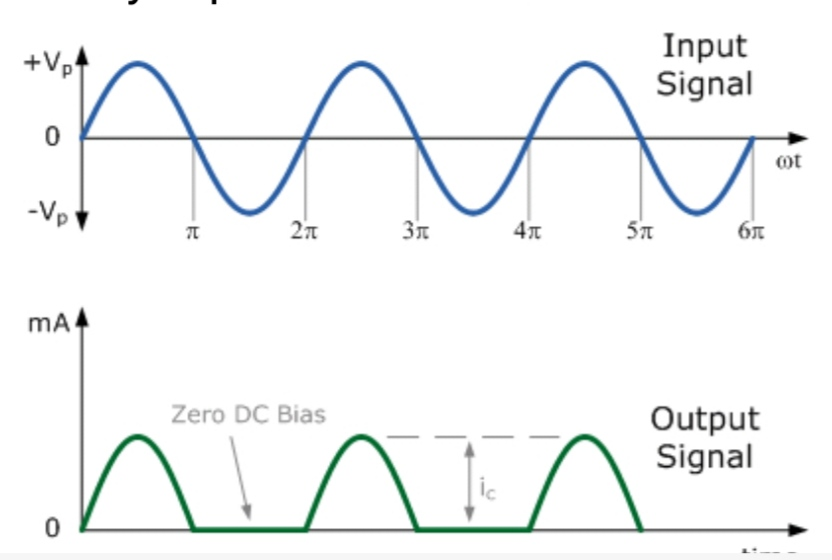 +Vp
Input
Signal
0
ωt
-Vp
π
2π
3π
4π
5π
6π
mA
Zero DC Bias
Output
Signal
ic
0